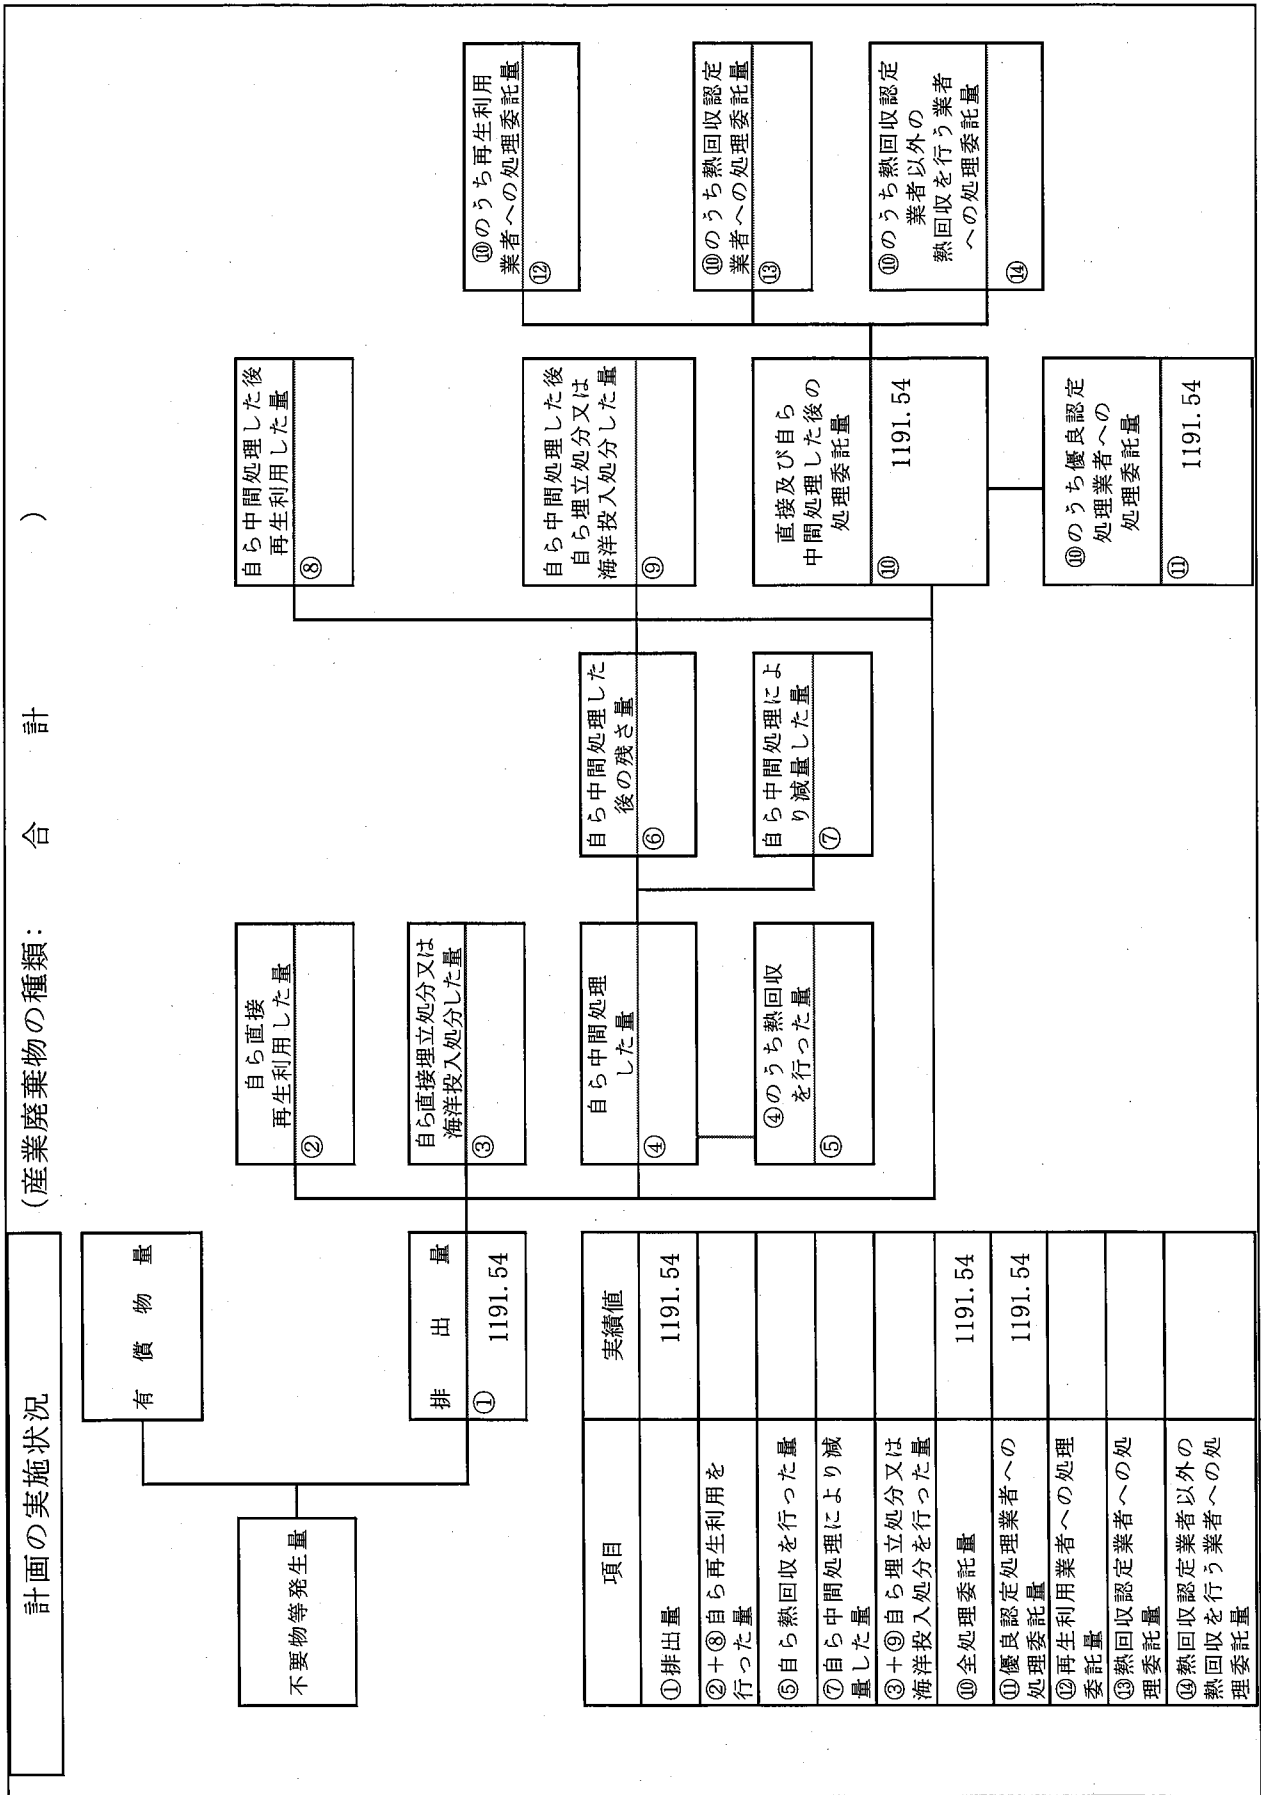 計画の実施状況
(産業廃棄物の種類: 合 計 )
不要物等発生量
有 償 物 量
排 出 量
① 1191.54
自ら直接
再生利用した量
②
自ら直接埋立処分又は
海洋投入処分した量
③
自ら中間処理
した量
④
④のうち熱回収
を行った量
⑤
自ら中間処理した
後の残さ量
⑥
自ら中間処理によ
り減量した量
⑦
自ら中間処理した後
再生利用した量
⑧
自ら中間処理した後
自ら埋立処分又は
海洋投入処分した量
⑨
直接及び自ら
中間処理した後の
処理委託量
⑩ 1191.54
⑩のうち優良認定
処理業者への
処理委託量
⑪ 1191.54
⑩のうち再生利用
業者への処理委託量
⑫
⑩のうち熱回収認定
業者への処理委託量
⑬
⑩のうち熱回収認定
業者以外の
熱回収を行う業者
への処理委託量
⑭
項目 実績値
①排出量 1191.54
②+⑧自ら再生利用を
行った量
⑤自ら熱回収を行った量
⑦自ら中間処理により減
量した量
③+⑨自ら埋立処分又は
海洋投入処分を行った量
⑩全処理委託量 1191.54
⑪優良認定処理業者への
処理委託量 1191.54
⑫再生利用業者への処理
委託量
⑬熱回収認定業者への処
理委託量
⑭熱回収認定業者以外の
熱回収を行う業者への処
理委託量